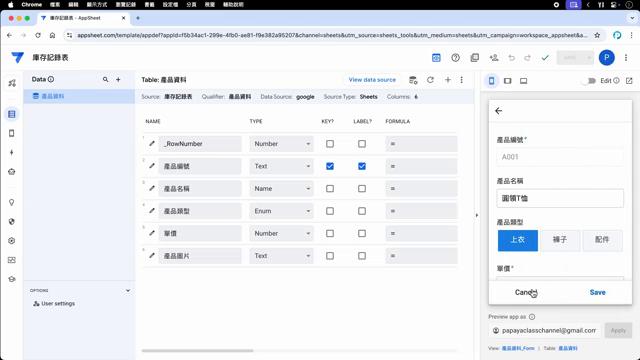 Chrome 檔案 編輯 顯示方式 瀏覽記錄 書籤 設定檔 分頁 視窗 輔助說明
庫存記錄表 - AppSheet
appsheet.com/template/appdef?appId=f5b34ac1-299e-4fb0-ae81-f9e382a95207&channel=sheets&utm_source=sheets_tools&utm_medium=sheets&utm_campaign=workspace_appsheet&a...
庫存記錄表
SAVE
P
Data
產品資料
OPTIONS
User settings
Table: 產品資料
View data source
Source: 庫存記錄表 Qualifier: 產品資料 Data Source: google Source Type: Sheets Columns: 6
NAME TYPE KEY? LABEL? FORMULA
1 _RowNumber Number =
2 產品編號 Text =
3 產品名稱 Name =
4 產品類型 Enum =
5 單價 Number =
6 產品圖片 Text =
Edit
產品編號*
A001
產品名稱
圓領T恤
產品類型
上衣 褲子 配件
單價*
Cancel Save
Preview app as
papayaclasschannel@gmail.com
Apply
View: 產品資料_Form Table: 產品資料